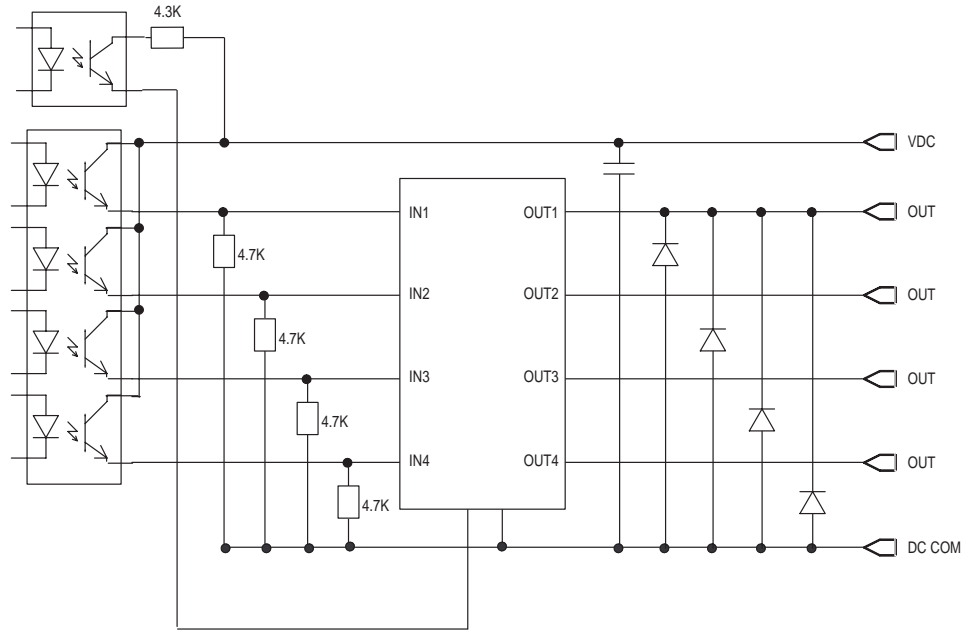 4.3K
VDC
IN1 OUT1 OUT
4.7K
IN2 OUT2 OUT
4.7K
IN3 OUT3 OUT
4.7K
IN4 OUT4 OUT
4.7K
DC COM